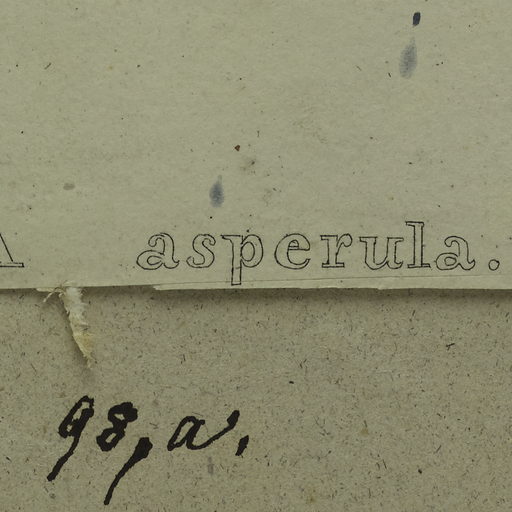 A asperula.
98, a.